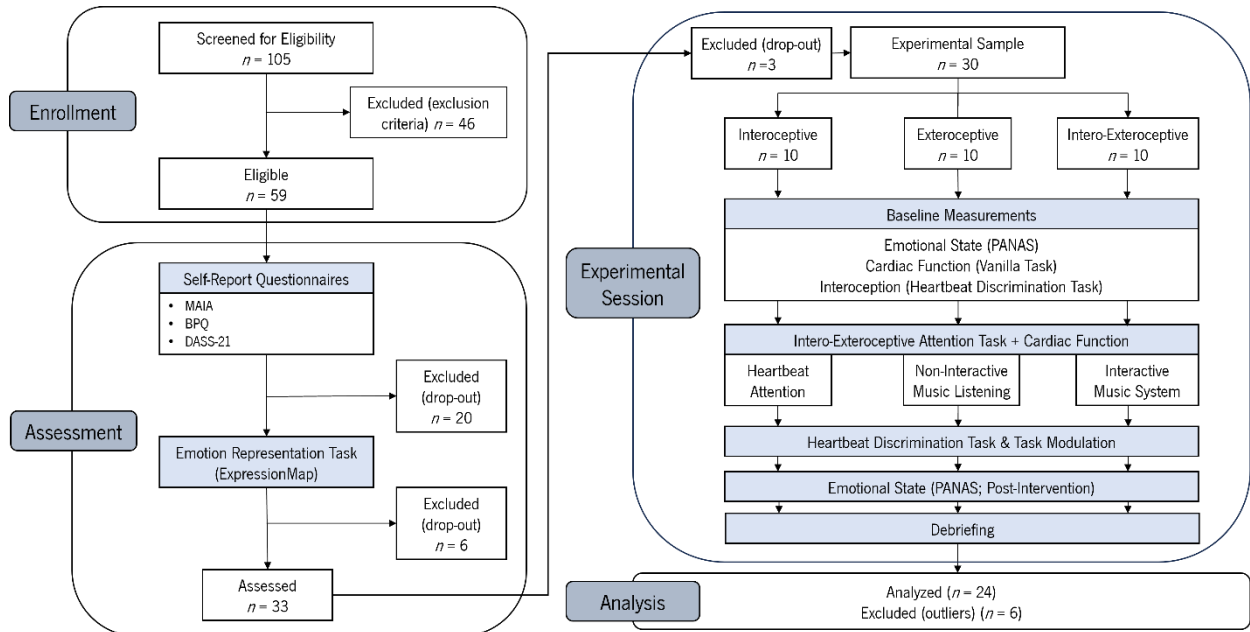 Enrollment
Screened for Eligibility
n = 105
Excluded (exclusion
criteria) n = 46
Eligible
n = 59
Assessment
Self-Report Questionnaires
• MAIA
• BPQ
• DASS-21
Excluded
(drop-out)
n = 20
Emotion Representation Task
(ExpressionMap)
Excluded
(drop-out)
n = 6
Assessed
n = 33
Excluded (drop-out)
n =3
Experimental Sample
n = 30
Experimental
Session
Interoceptive
n = 10
Exteroceptive
n = 10
Intero-Exteroceptive
n = 10
Baseline Measurements
Emotional State (PANAS)
Cardiac Function (Vanilla Task)
Interoception (Heartbeat Discrimination Task)
Intero-Exteroceptive Attention Task + Cardiac Function
Heartbeat
Attention
Non-Interactive
Music Listening
Interactive
Music System
Heartbeat Discrimination Task & Task Modulation
Emotional State (PANAS; Post-Intervention)
Debriefing
Analysis
Analyzed (n = 24)
Excluded (outliers) (n = 6)